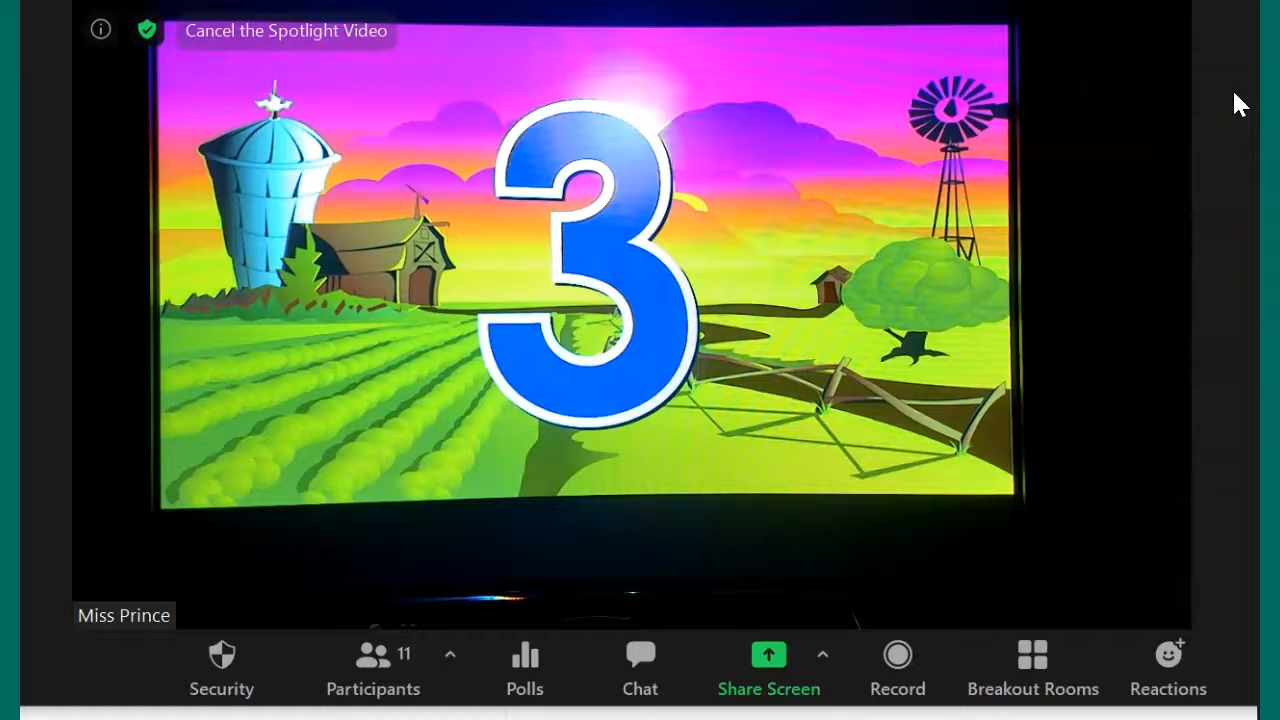 Cancel the Spotlight Video
3
Miss Prince
Security
Participants
11
Polls
Chat
Share Screen
Record
Breakout Rooms
Reactions